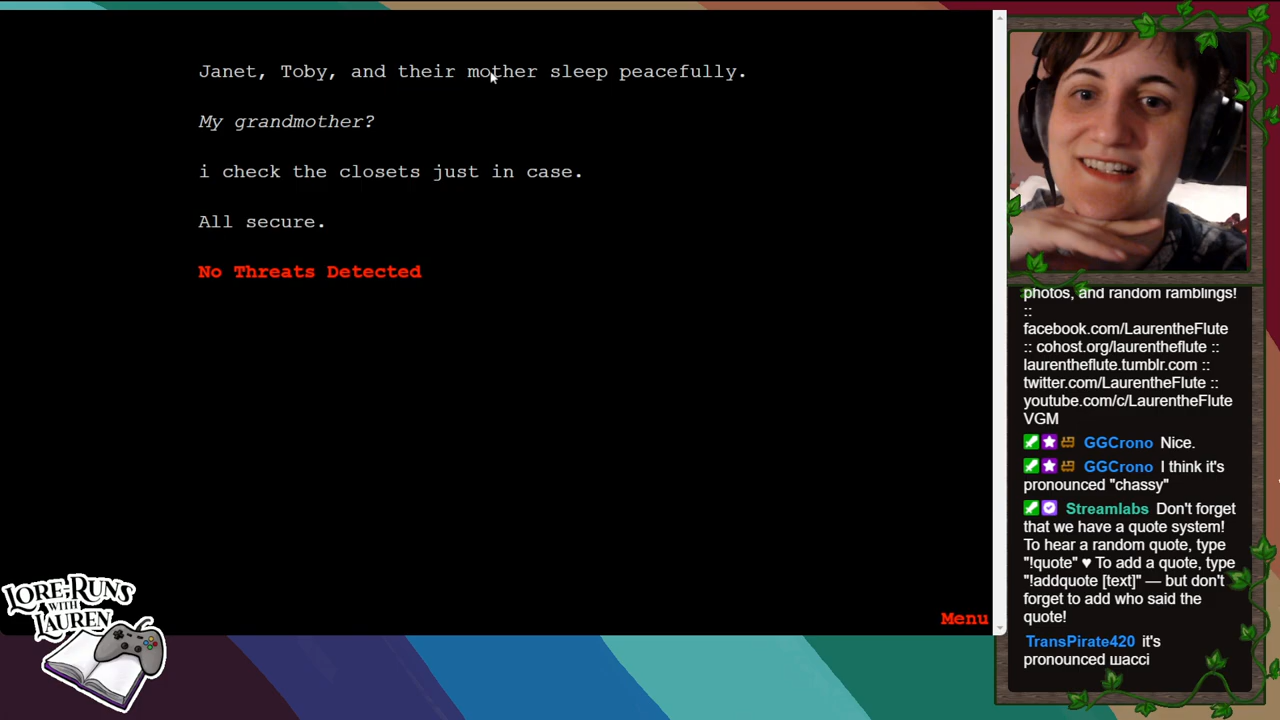 Janet, Toby, and their mother sleep peacefully.
My grandmother?
i check the closets just in case.
All secure.
No Threats Detected
Menu
LORE-RUNS
WITH
LAUREN
photos, and random ramblings!
::
facebook.com/LaurentheFlute
:: cohost.org/laurentheflute ::
laurentheflute.tumblr.com ::
twitter.com/LaurentheFlute ::
youtube.com/c/LaurentheFlute
VGM
GGCrono Nice.
GGCrono I think it's
pronounced "chassy"
Streamlabs Don't forget
that we have a quote system!
To hear a random quote, type
"!quote" ♥ To add a quote, type
"!addquote [text]" — but don't
forget to add who said the
quote!
TransPirate420 it's
pronounced шассі